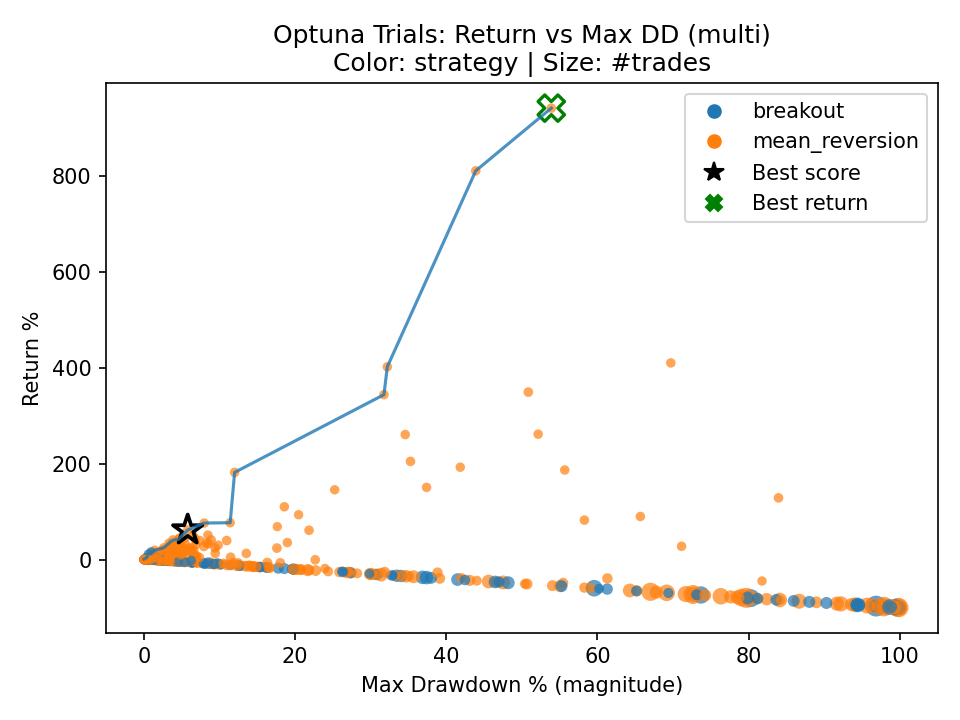 Optuna Trials: Return vs Max DD (multi)
Color: strategy | Size: #trades
breakout
mean_reversion
Best score
Best return
Return %
800
600
400
200
0
0
20
40
60
80
100
Max Drawdown % (magnitude)